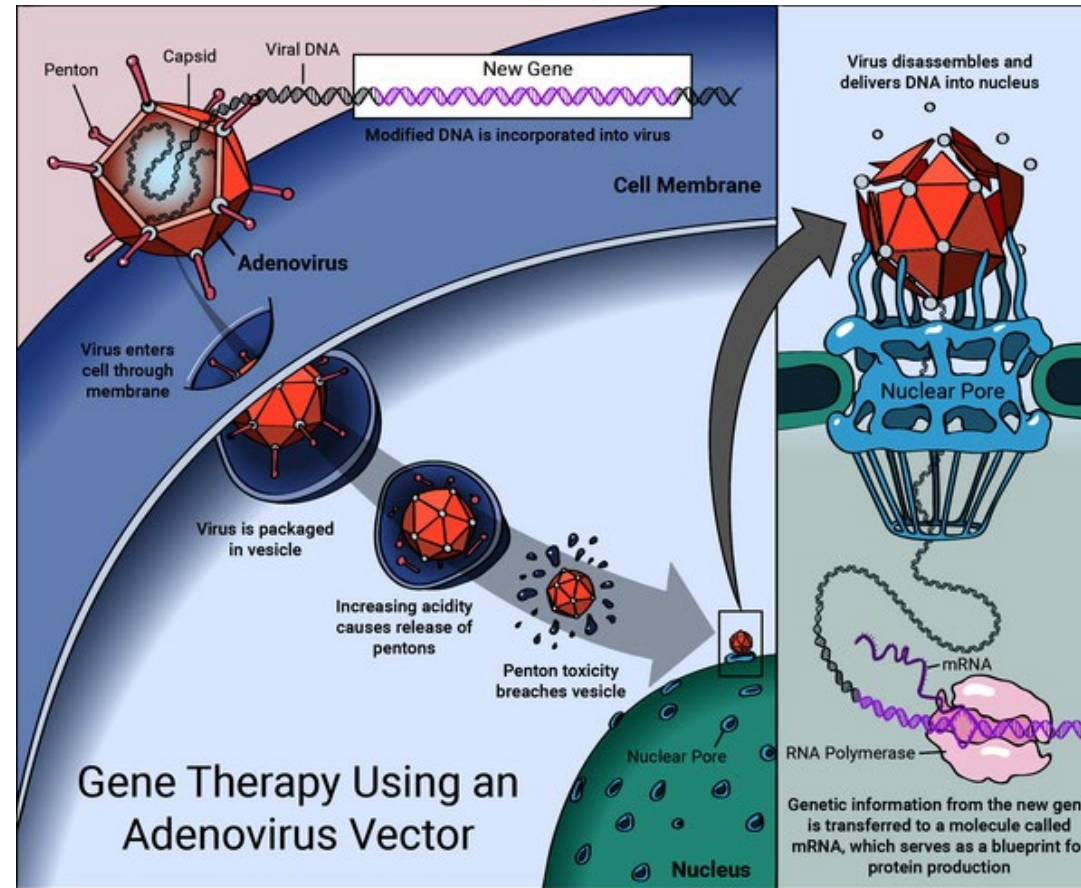 Penton
Capsid
Viral DNA
New Gene
Modified DNA is incorporated into virus
Cell Membrane
Adenovirus
Virus enters
cell through
membrane
Virus is packaged
in vesicle
Increasing acidity
causes release of
pentons
Penton toxicity
breaches vesicle
Nuclear Pore
Nucleus
Gene Therapy Using an
Adenovirus Vector
Virus disassembles and
delivers DNA into nucleus
Nuclear Pore
mRNA
RNA Polymerase
Genetic information from the new gen
is transferred to a molecule called
mRNA, which serves as a blueprint fo
protein production